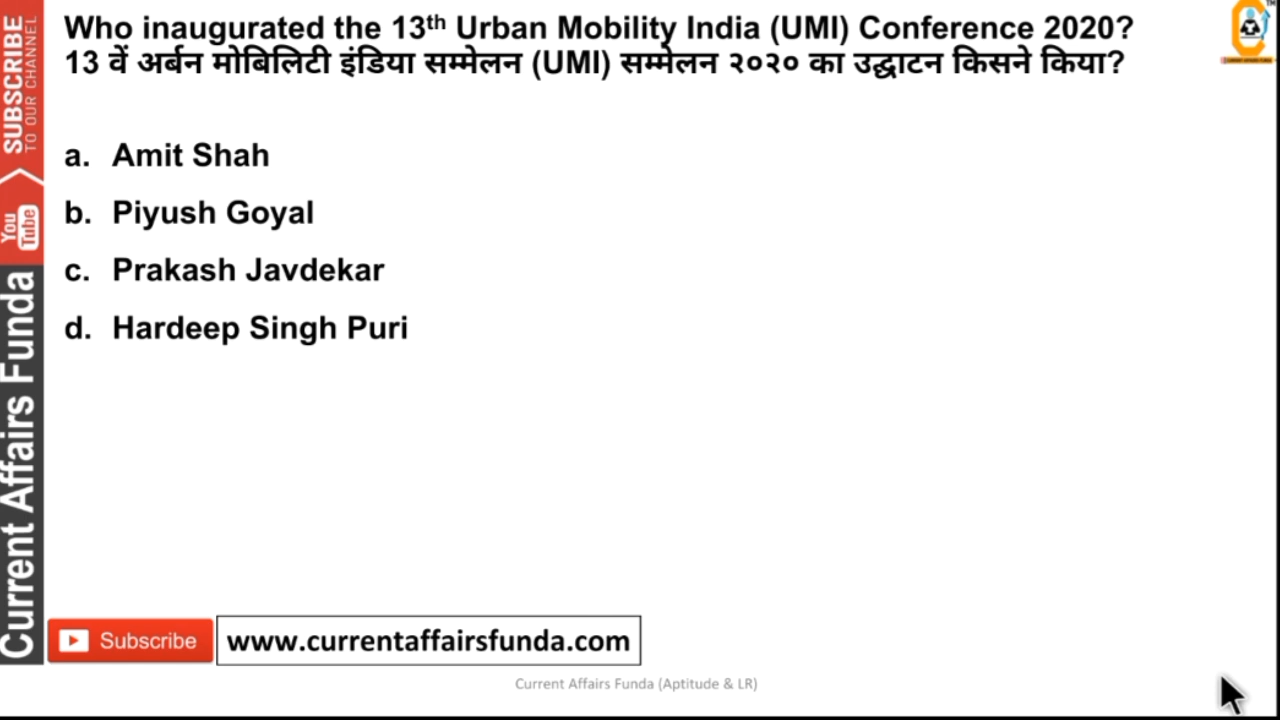 Who inaugurated the 13th Urban Mobility India (UMI) Conference 2020?
13 वें अर्बन मोबिलिटी इंडिया सम्मेलन (UMI) सम्मेलन २०२० का उद्घाटन किसने किया?
a. Amit Shah
b. Piyush Goyal
c. Prakash Javdekar
d. Hardeep Singh Puri
SUBSCRIBE
TO OUR CHANNEL
You
Tube
Current Affairs Funda
Subscribe
www.currentaffairsfunda.com
Current Affairs Funda (Aptitude & LR)